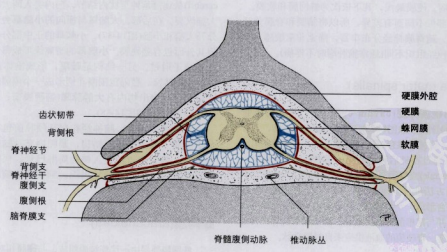 硬膜外腔
硬膜
蛛网膜
软膜
齿状韧带
背侧根
脊神经节
背侧支
脊神经干
腹侧支
腹侧根
脑脊膜支
脊髓腹侧动脉
椎动脉丛